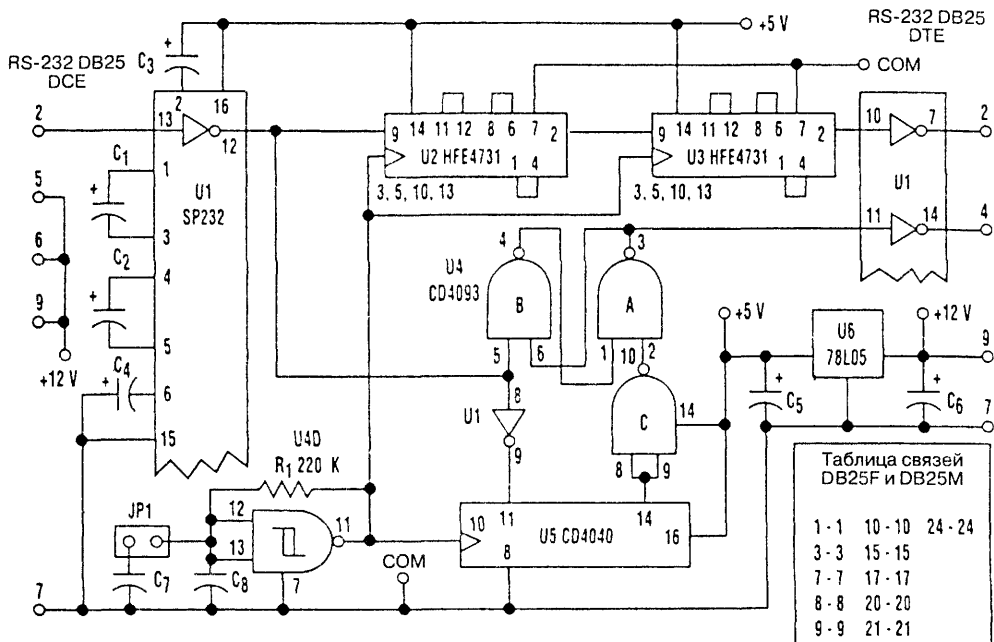 RS-232 DB25
DCE
RS-232 DB25
DTE
+5 V
COM
+
C3
2
16
13
12
1
C1
+
3
C2
4
+
5
C4
+
6
15
U1
SP232
2
5
6
9
+12 V
9
14
11
12
8
6
7
2
U2 HFE4731
1
4
3, 5, 10, 13
9
14
11
12
8
6
7
2
U3 HFE4731
1
4
3, 5, 10, 13
10
7
2
U1
11
14
4
4
3
U4
CD4093
B
A
5
6
1
10
2
8
U1
9
C
14
8
9
+5 V
U6
78L05
+12 V
9
+
C5
+
C6
7
U4D
R1 220 K
12
13
11
7
JP1
C7
C8
7
COM
10
11
14
U5 CD4040
16
8
Таблица связей
DB25F и DB25M
1 - 1 10 - 10 24 - 24
3 - 3 15 - 15
7 - 7 17 - 17
8 - 8 20 - 20
9 - 9 21 - 21